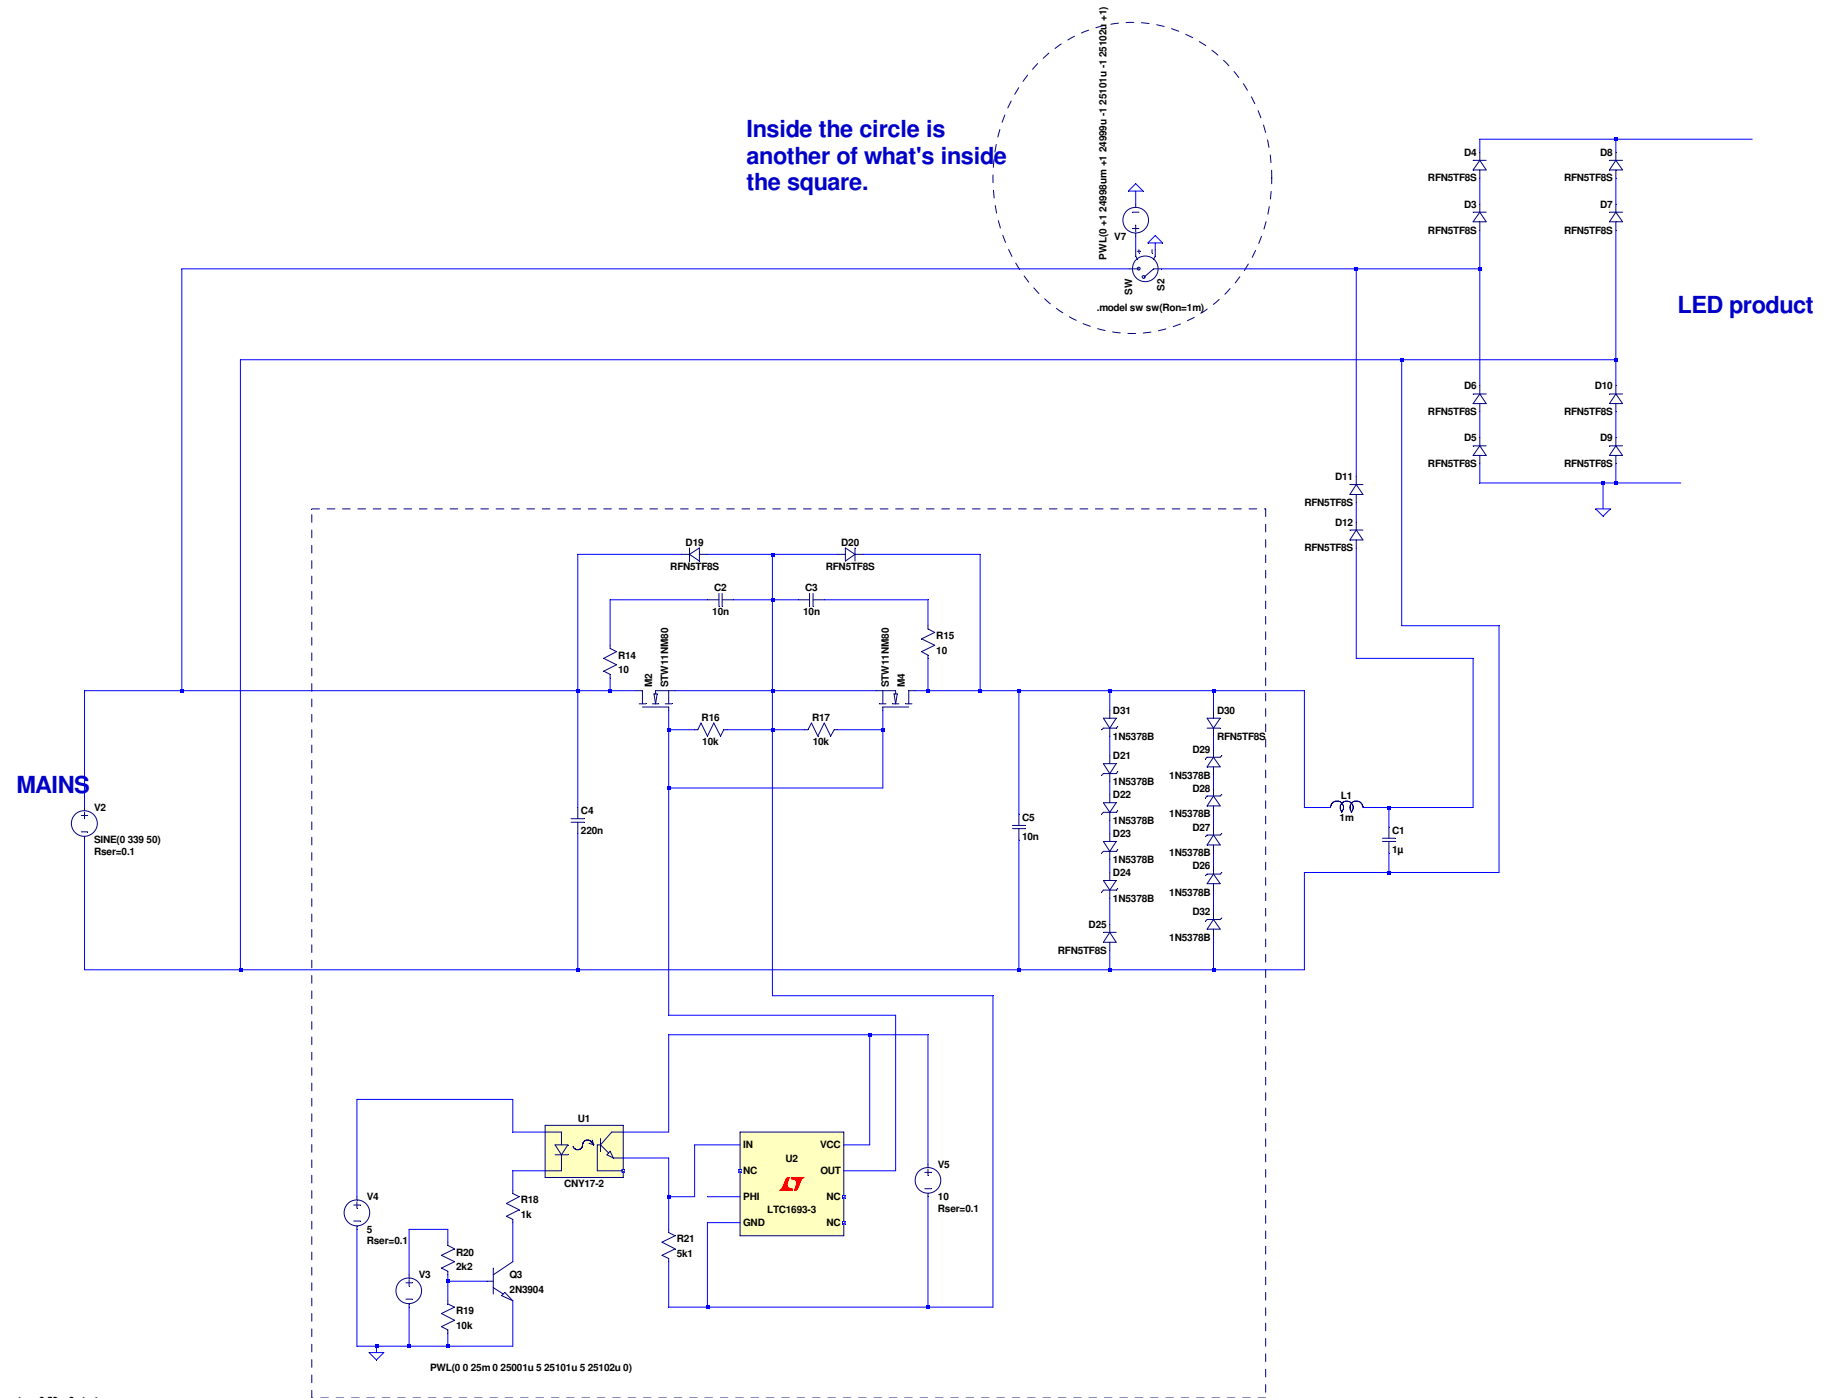 PWL(0 +1 24998um +1 24999u -1 25101u -1 25102u +1)
Inside the circle is
another of what's inside
the square.
V7
SW
S2
.model sw sw(Ron=1m)
D4
RFN5TF8S
D3
RFN5TF8S
D8
RFN5TF8S
D7
RFN5TF8S
LED product
D6
RFN5TF8S
D5
RFN5TF8S
D10
RFN5TF8S
D9
RFN5TF8S
D11
RFN5TF8S
D12
RFN5TF8S
D19
RFN5TF8S
D20
RFN5TF8S
C2
10n
C3
10n
R14
10
M2
STW11NM80
STW11NM80
M4
R15
10
R16
10k
R17
10k
MAINS
V2
SINE(0 339 50)
Rser=0.1
C4
220n
C5
10n
D31
1N5378B
D21
1N5378B
D22
1N5378B
D23
1N5378B
D24
1N5378B
D25
RFN5TF8S
D30
RFN5TF8S
D29
1N5378B
D28
1N5378B
D27
1N5378B
D26
1N5378B
D32
1N5378B
L1
1m
C1
1µ
U1
CNY17-2
V4
5
Rser=0.1
R18
1k
R20
2k2
V3
R19
10k
Q3
2N3904
R21
5k1
IN
VCC
U2
NC
OUT
PHI
NC
LTC1693-3
GND
NC
V5
10
Rser=0.1
PWL(0 0 25m 0 25001u 5 25101u 5 25102u 0)